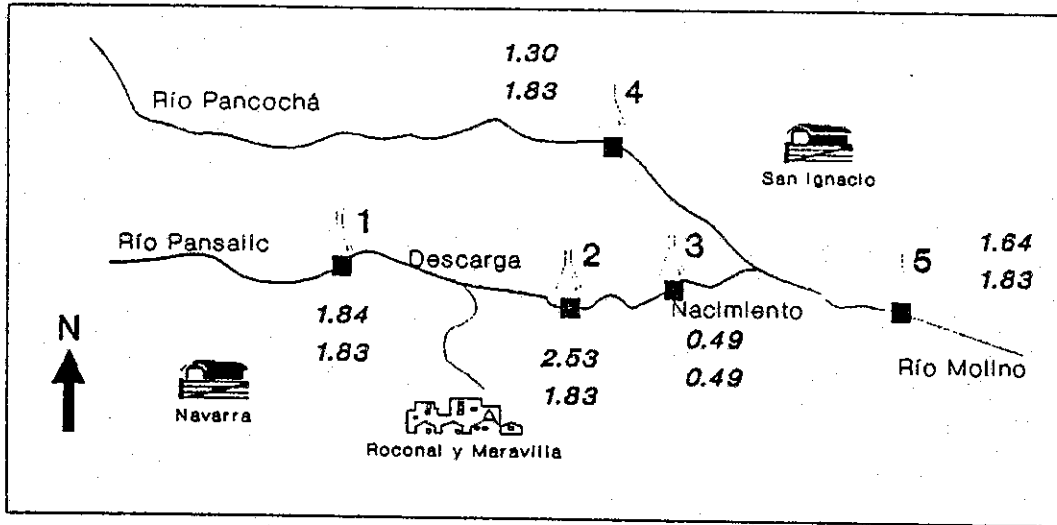 1.30
1.83
4
Río Pancochá
San Ignacio
Río Pansalic
1
Descarga
2
3
5
1.64
1.83
Nacimiento
1.84
1.83
2.53
1.83
0.49
0.49
Río Molino
N
Navarra
Roconal y Maravilla